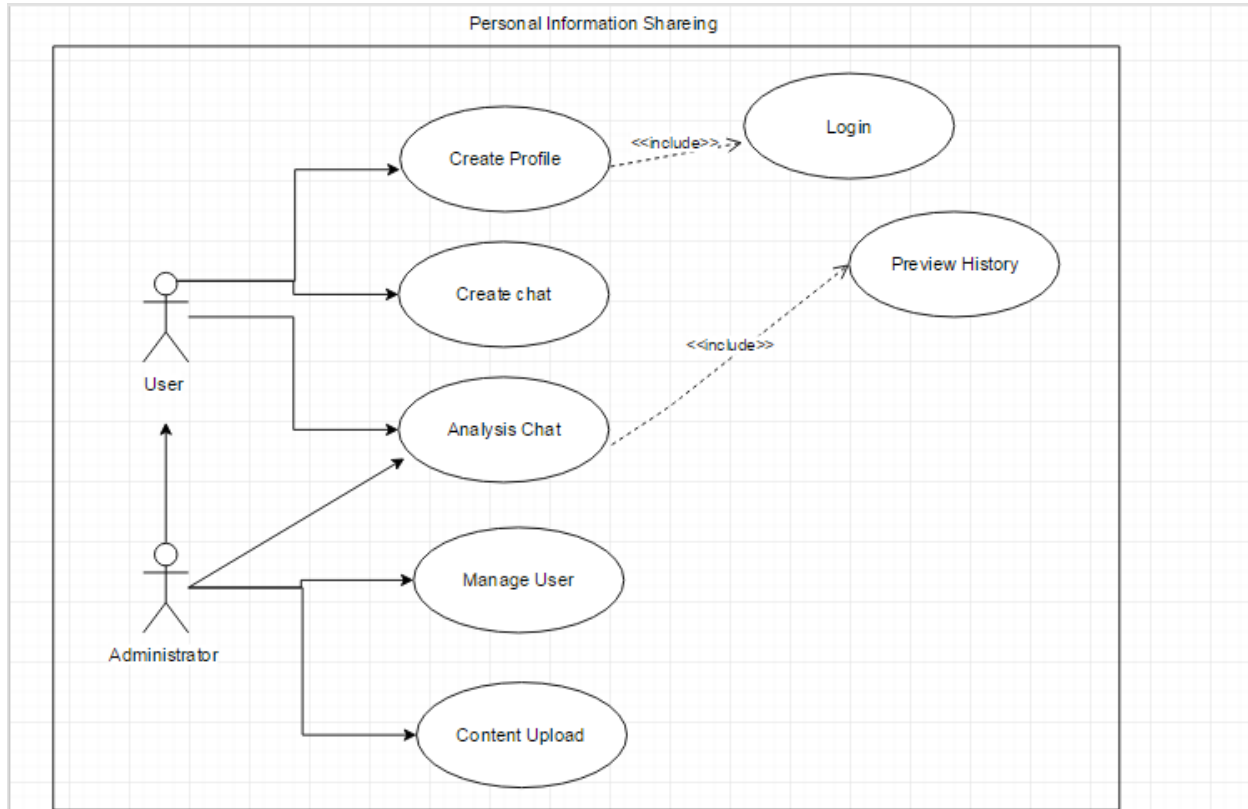 Personal Information Shareing
Login
<<include>>
Create Profile
Preview History
Create chat
<<include>>
User
Analysis Chat
Manage User
Administrator
Content Upload